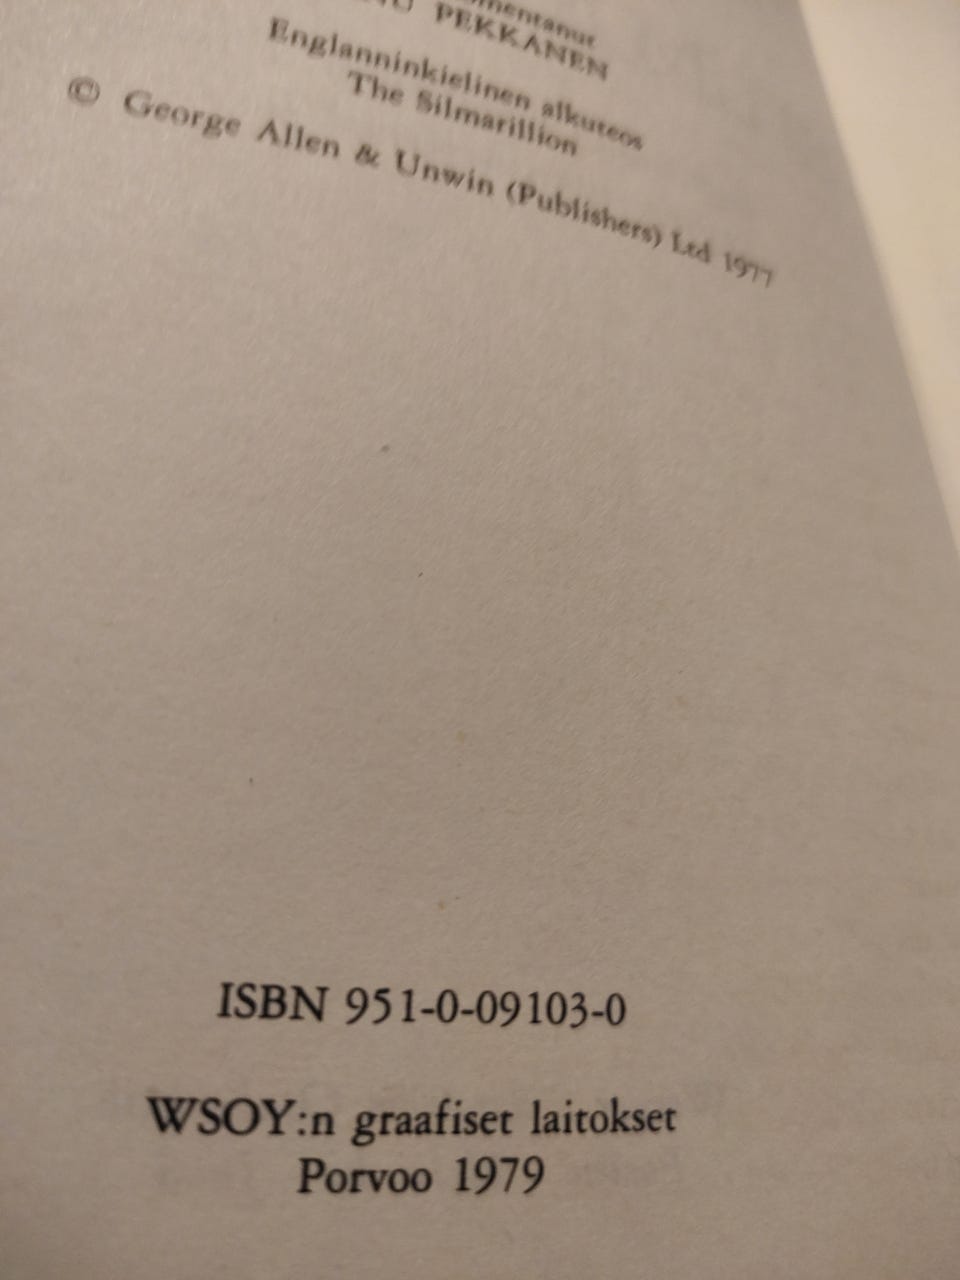 PEKKANEN
Englanninkielinen alkuteos
The Silmarillion
© George Allen & Unwin (Publishers) Ltd 1977
ISBN 951-0-09103-0
WSOY:n graafiset laitokset
Porvoo 1979